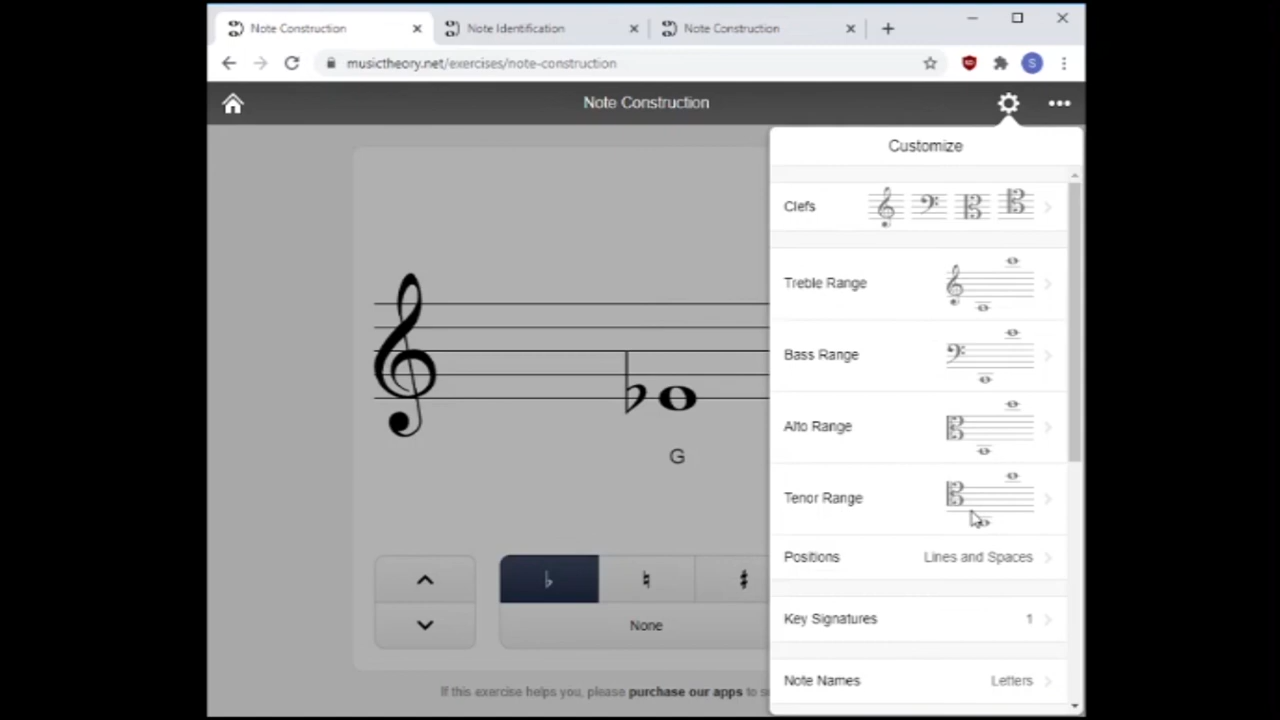 Note Construction
Note Identification
Note Construction
musictheory.net/exercises/note-construction
S
Note Construction
Customize
Clefs
Treble Range
Bass Range
Alto Range
Tenor Range
Positions Lines and Spaces
Key Signatures 1
Note Names Letters
G
None
If this exercise helps you, please purchase our apps to s